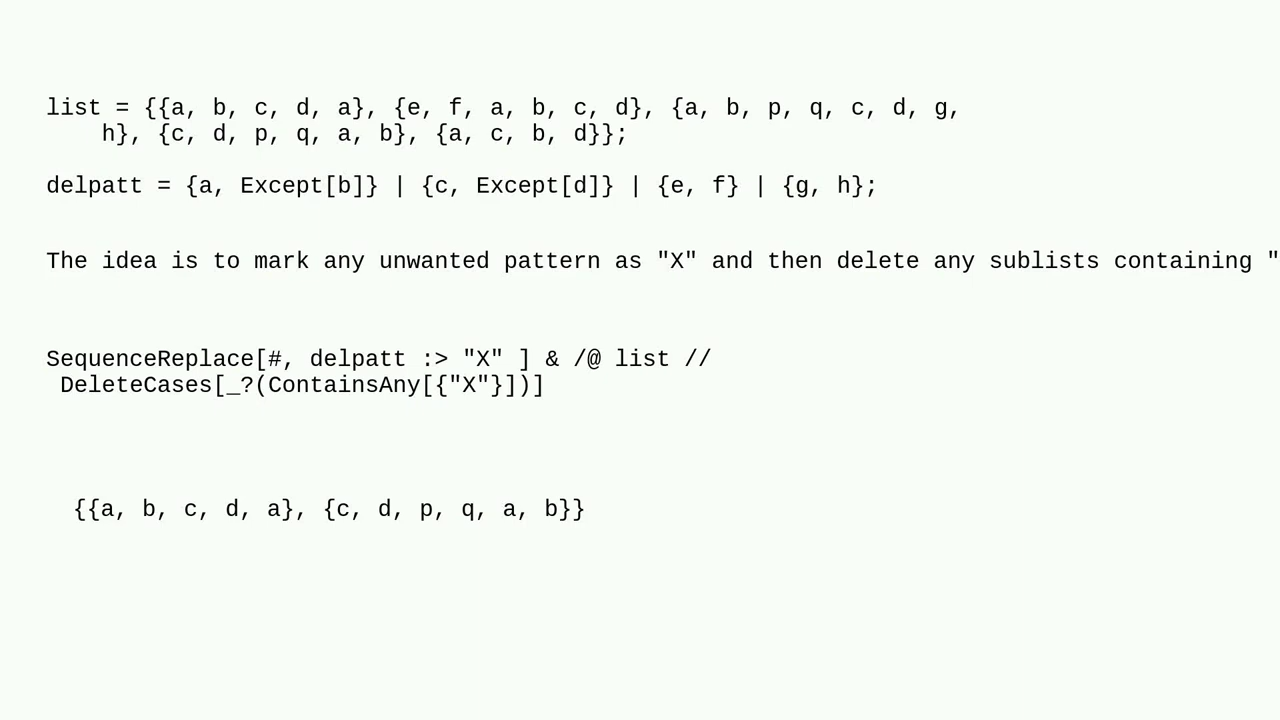 list = {{a, b, c, d, a}, {e, f, a, b, c, d}, {a, b, p, q, c, d, g,
h}, {c, d, p, q, a, b}, {a, c, b, d}};
delpatt = {a, Except[b]} | {c, Except[d]} | {e, f} | {g, h};
The idea is to mark any unwanted pattern as "X" and then delete any sublists containing "
SequenceReplace[#, delpatt :> "X" ] & /@ list //
DeleteCases[_?(ContainsAny[{"X"}])]
{{a, b, c, d, a}, {c, d, p, q, a, b}}